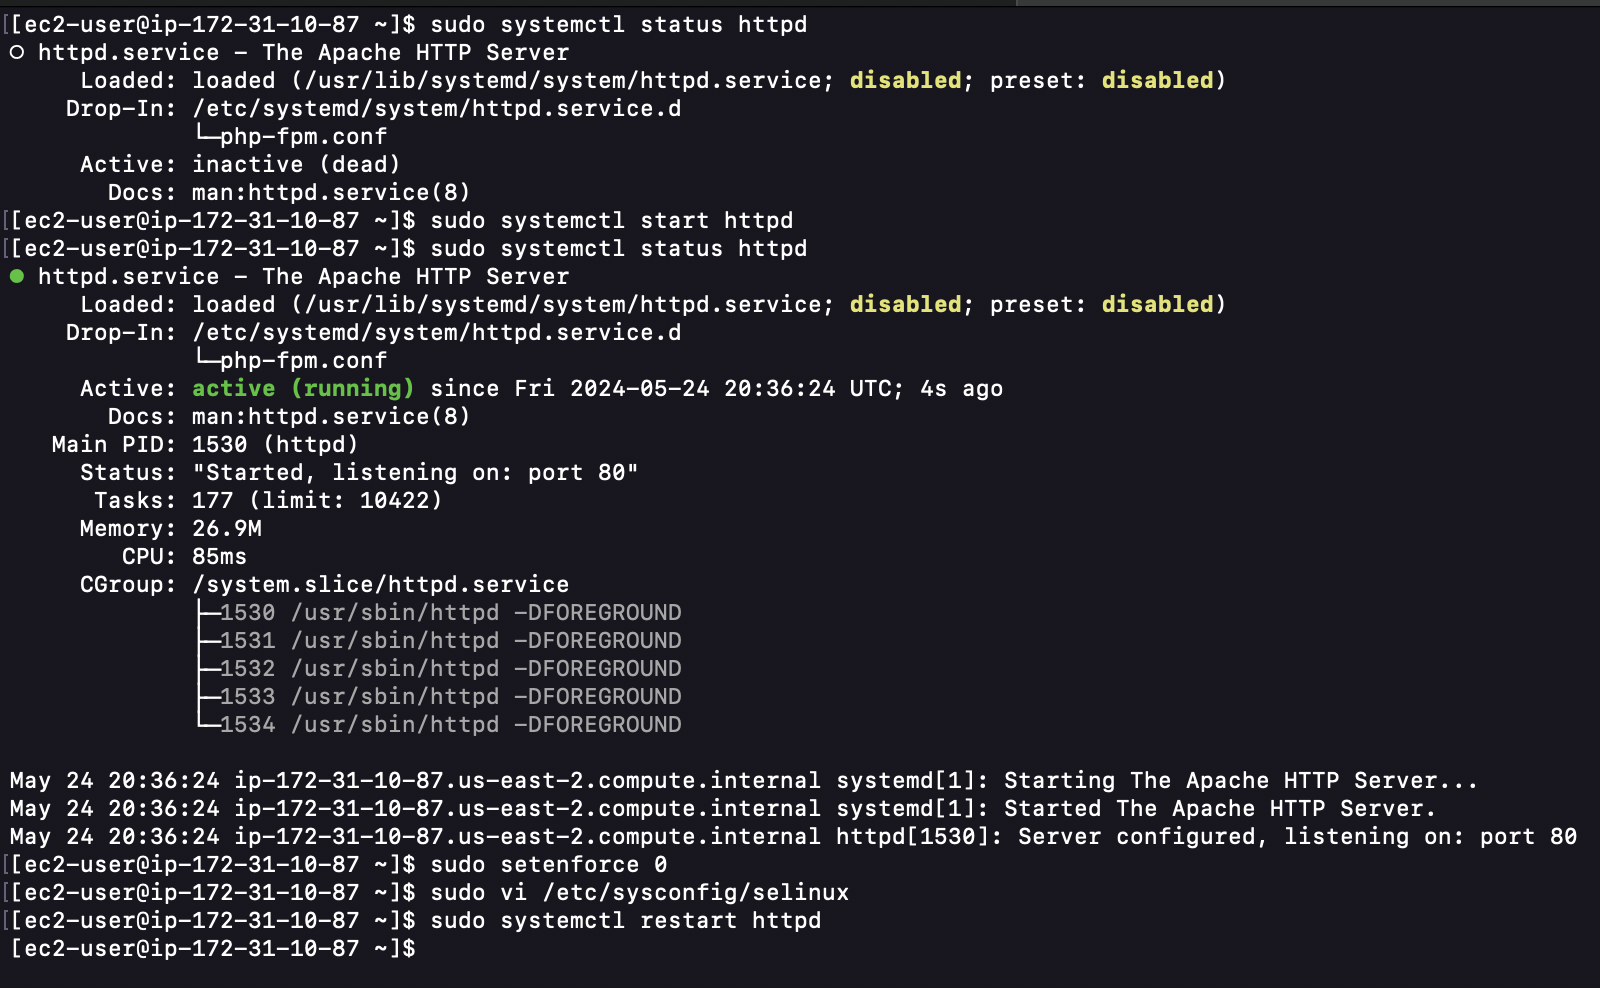 [[ec2-user@ip-172-31-10-87 ~]$ sudo systemctl status httpd
○ httpd.service - The Apache HTTP Server
     Loaded: loaded (/usr/lib/systemd/system/httpd.service; disabled; preset: disabled)
    Drop-In: /etc/systemd/system/httpd.service.d
             └─php-fpm.conf
     Active: inactive (dead)
       Docs: man:httpd.service(8)
[[ec2-user@ip-172-31-10-87 ~]$ sudo systemctl start httpd
[[ec2-user@ip-172-31-10-87 ~]$ sudo systemctl status httpd
● httpd.service - The Apache HTTP Server
     Loaded: loaded (/usr/lib/systemd/system/httpd.service; disabled; preset: disabled)
    Drop-In: /etc/systemd/system/httpd.service.d
             └─php-fpm.conf
     Active: active (running) since Fri 2024-05-24 20:36:24 UTC; 4s ago
       Docs: man:httpd.service(8)
   Main PID: 1530 (httpd)
     Status: "Started, listening on: port 80"
      Tasks: 177 (limit: 10422)
     Memory: 26.9M
        CPU: 85ms
     CGroup: /system.slice/httpd.service
             ├─1530 /usr/sbin/httpd -DFOREGROUND
             ├─1531 /usr/sbin/httpd -DFOREGROUND
             ├─1532 /usr/sbin/httpd -DFOREGROUND
             ├─1533 /usr/sbin/httpd -DFOREGROUND
             └─1534 /usr/sbin/httpd -DFOREGROUND

May 24 20:36:24 ip-172-31-10-87.us-east-2.compute.internal systemd[1]: Starting The Apache HTTP Server...
May 24 20:36:24 ip-172-31-10-87.us-east-2.compute.internal systemd[1]: Started The Apache HTTP Server.
May 24 20:36:24 ip-172-31-10-87.us-east-2.compute.internal httpd[1530]: Server configured, listening on: port 80
[[ec2-user@ip-172-31-10-87 ~]$ sudo setenforce 0
[[ec2-user@ip-172-31-10-87 ~]$ sudo vi /etc/sysconfig/selinux
[[ec2-user@ip-172-31-10-87 ~]$ sudo systemctl restart httpd
[ec2-user@ip-172-31-10-87 ~]$